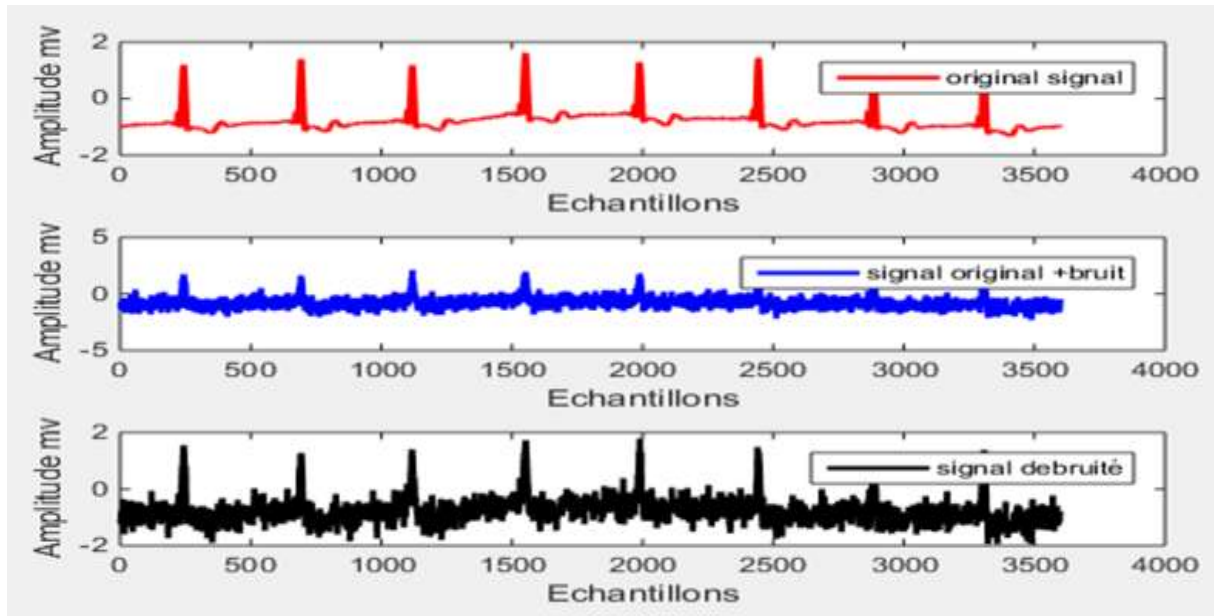 Amplitude mv
2
0
-2
original signal
0 500 1000 1500 2000 2500 3000 3500 4000
Echantillons
Amplitude mv
5
0
-5
signal original +bruit
0 500 1000 1500 2000 2500 3000 3500 4000
Echantillons
Amplitude mv
2
0
-2
signal debruité
0 500 1000 1500 2000 2500 3000 3500 4000
Echantillons